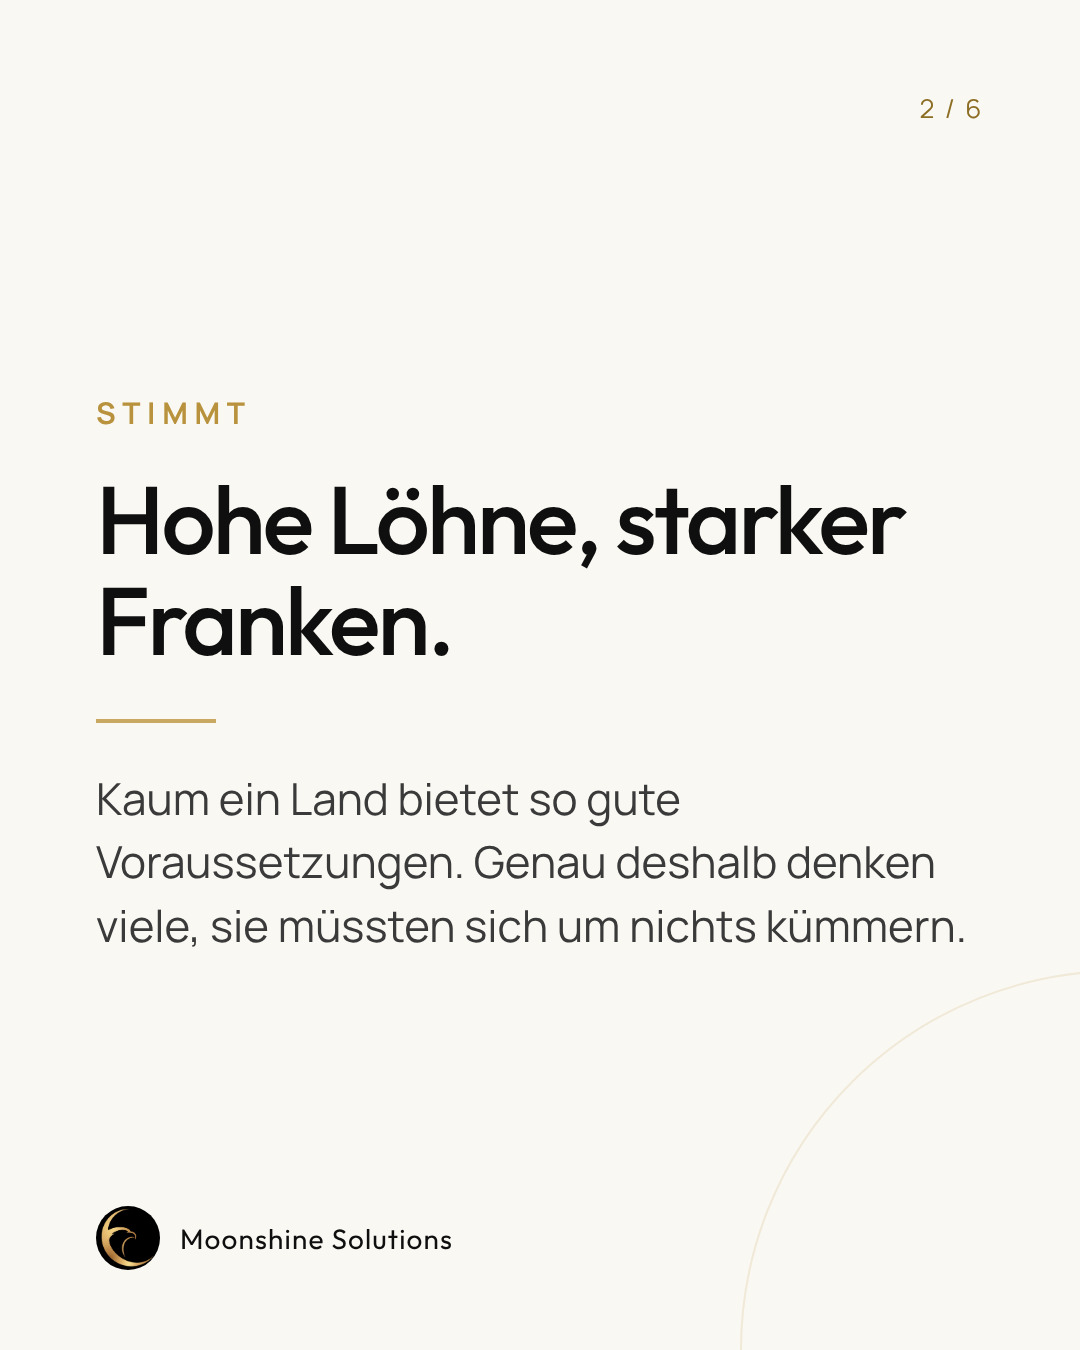 2 / 6
STIMMT
Hohe Löhne, starker
Franken.
Kaum ein Land bietet so gute
Voraussetzungen. Genau deshalb denken
viele, sie müssten sich um nichts kümmern.
Moonshine Solutions